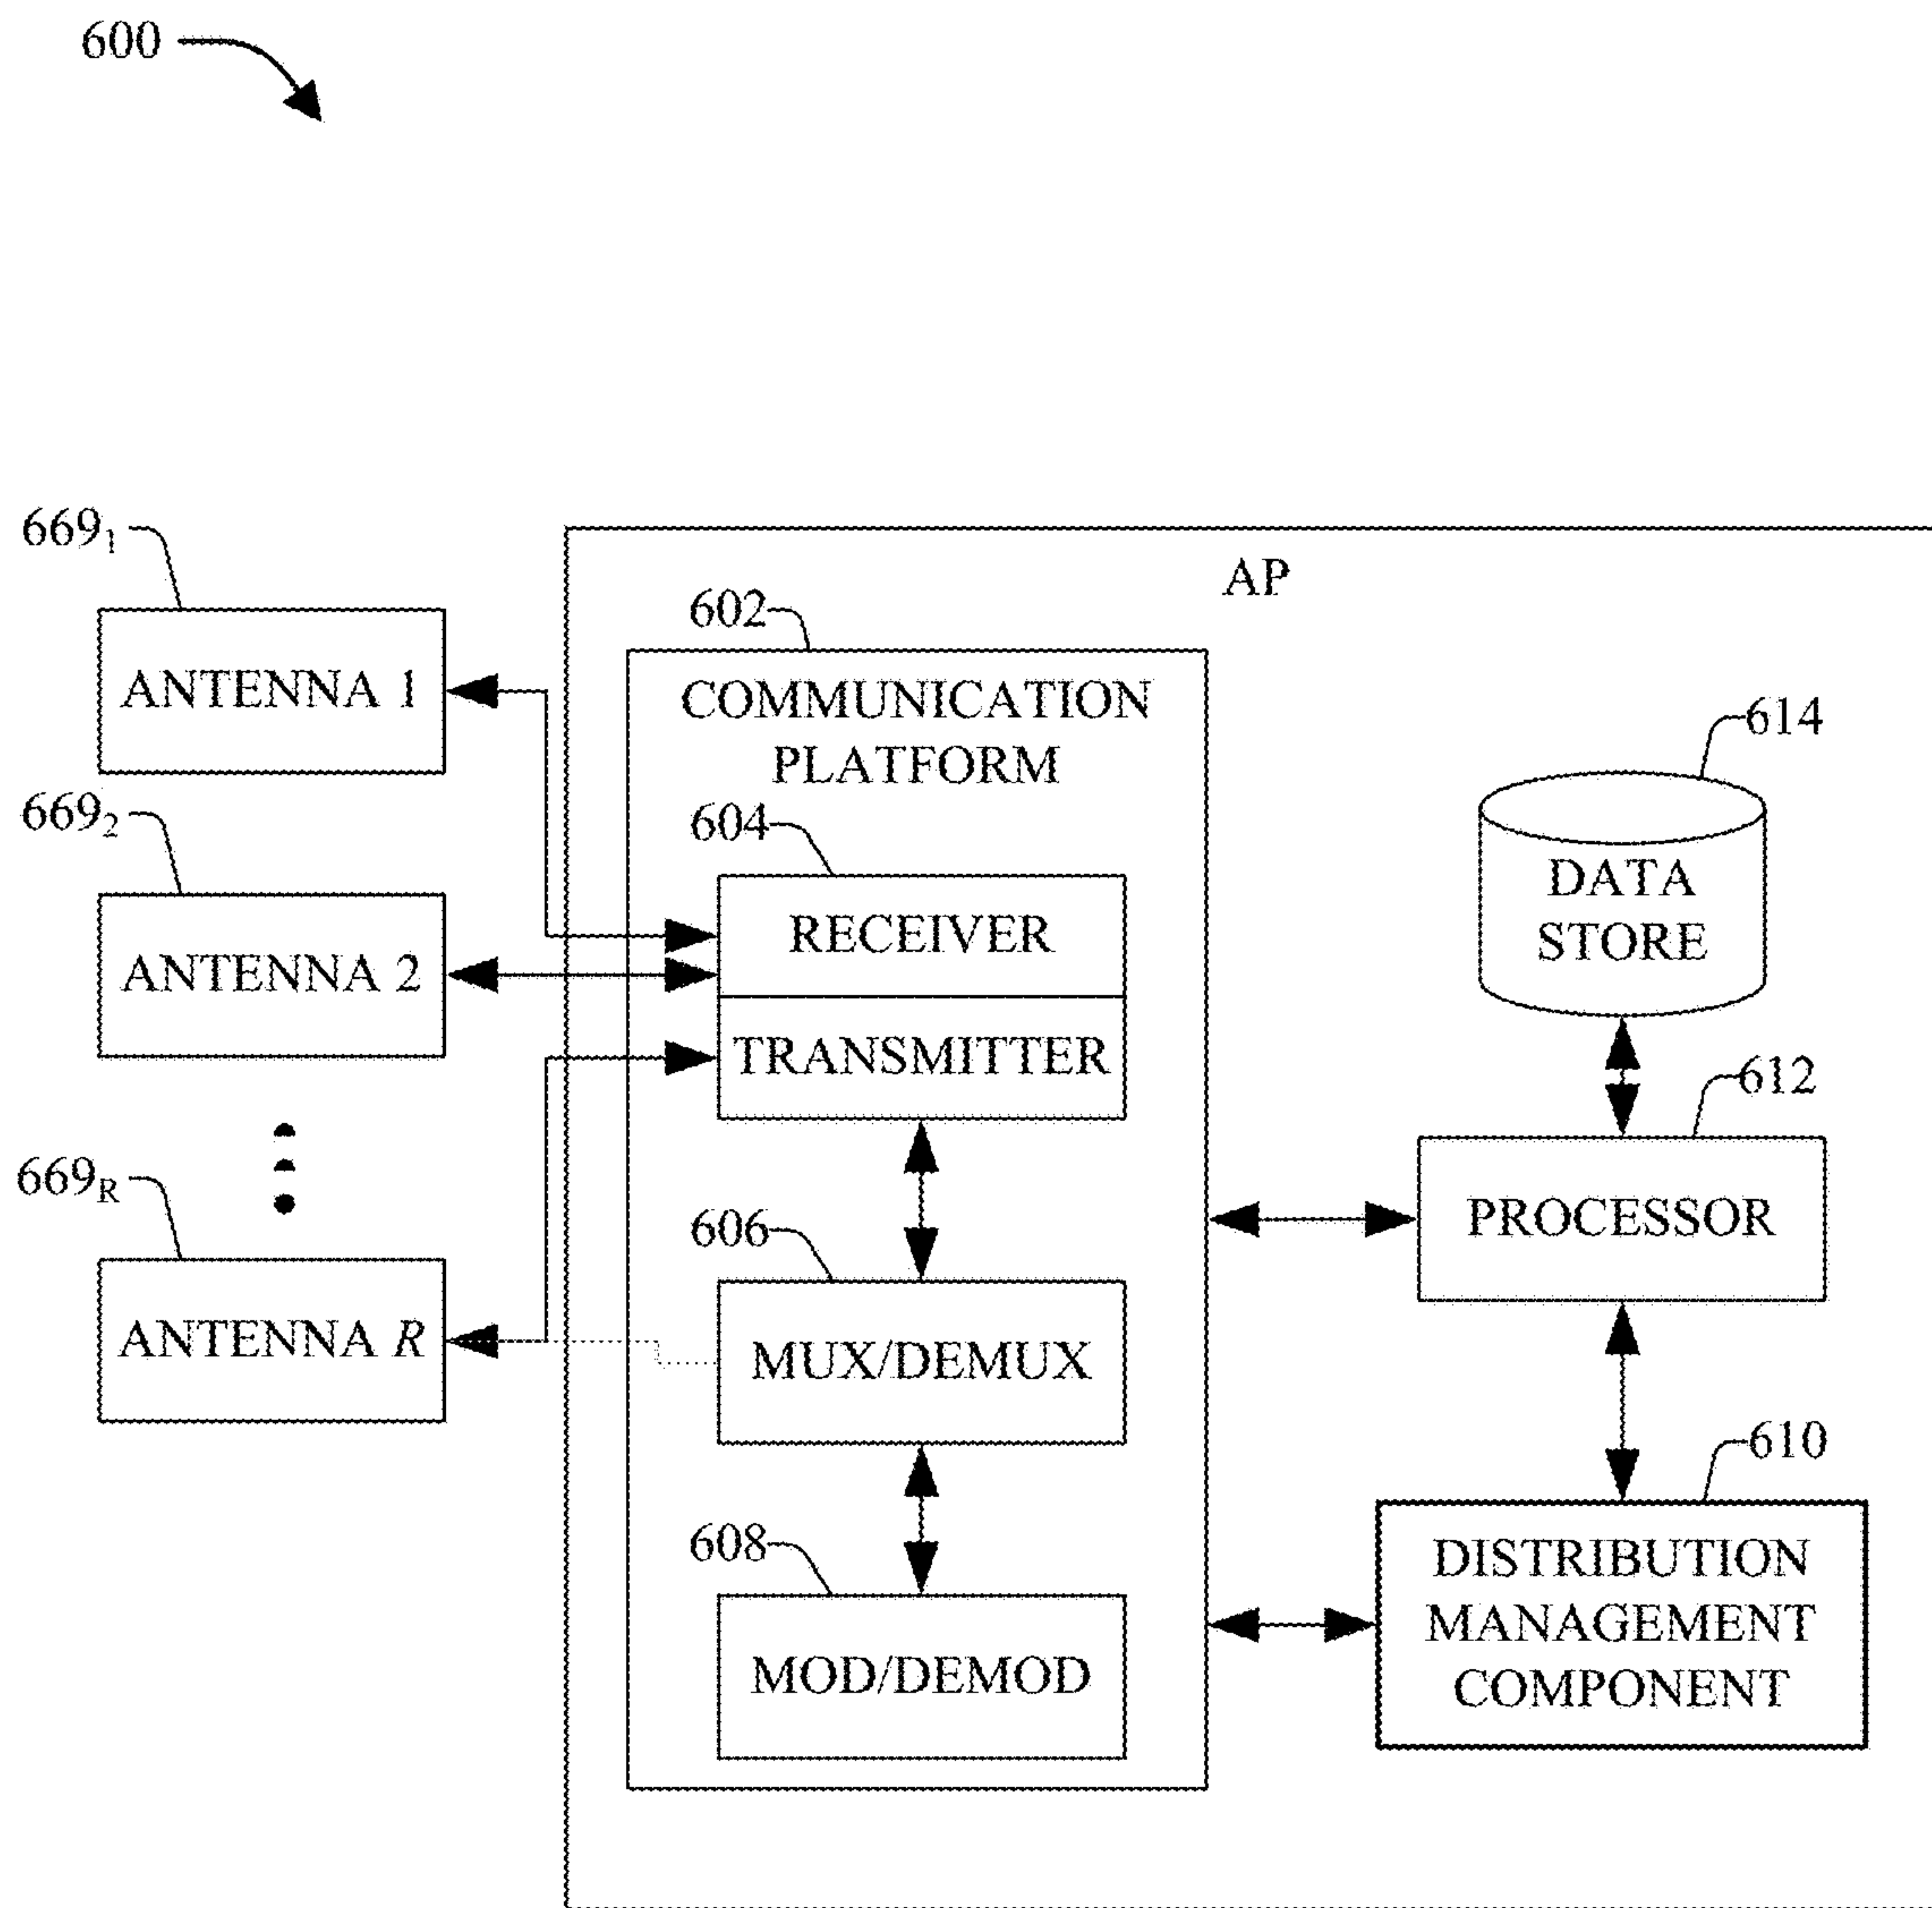 600
669₁
AP
602
ANTENNA 1
COMMUNICATION
PLATFORM
614
669₂
604
DATA
STORE
RECEIVER
ANTENNA 2
TRANSMITTER
612
669R
606
PROCESSOR
ANTENNA R
MUX/DEMUX
610
608
DISTRIBUTION
MANAGEMENT
COMPONENT
MOD/DEMOD